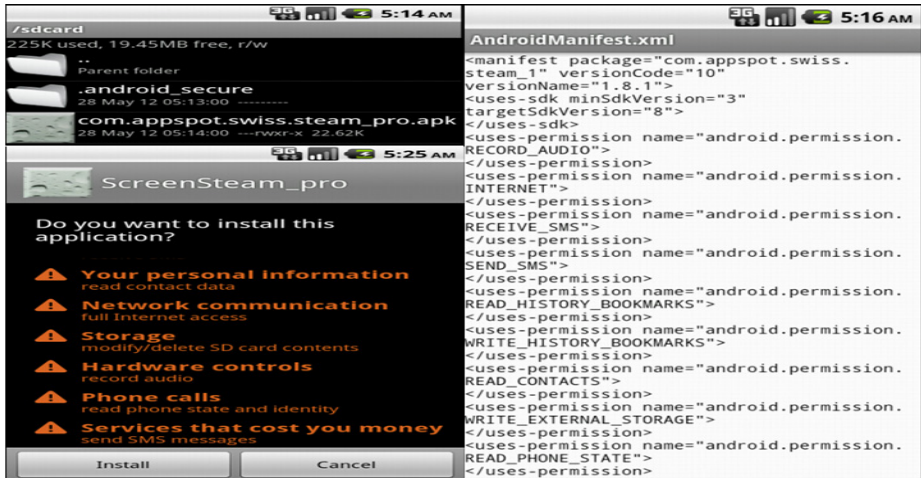 3G 5:14 AM
/sdcard
225K used, 19.45MB free, r/w
..
Parent folder
.android_secure
28 May 12 05:13:00 ---------
com.appspot.swiss.steam_pro.apk
28 May 12 05:14:00 ---rwxr-x 22.62K
3G 5:25 AM
ScreenSteam_pro
Do you want to install this
application?
Your personal information
read contact data
Network communication
full Internet access
Storage
modify/delete SD card contents
Hardware controls
record audio
Phone calls
read phone state and identity
Services that cost you money
send SMS messages
Install
Cancel
3G 5:16 AM
AndroidManifest.xml
<manifest package="com.appspot.swiss.
steam_1" versionCode="10"
versionName="1.8.1">
<uses-sdk minSdkVersion="3"
targetSdkVersion="8">
</uses-sdk>
<uses-permission name="android.permission.
RECORD_AUDIO">
</uses-permission>
<uses-permission name="android.permission.
INTERNET">
</uses-permission>
<uses-permission name="android.permission.
RECEIVE_SMS">
</uses-permission>
<uses-permission name="android.permission.
SEND_SMS">
</uses-permission>
<uses-permission name="android.permission.
READ_HISTORY_BOOKMARKS">
</uses-permission>
<uses-permission name="android.permission.
WRITE_HISTORY_BOOKMARKS">
</uses-permission>
<uses-permission name="android.permission.
READ_CONTACTS">
</uses-permission>
<uses-permission name="android.permission.
WRITE_EXTERNAL_STORAGE">
</uses-permission>
<uses-permission name="android.permission.
READ_PHONE_STATE">
</uses-permission>